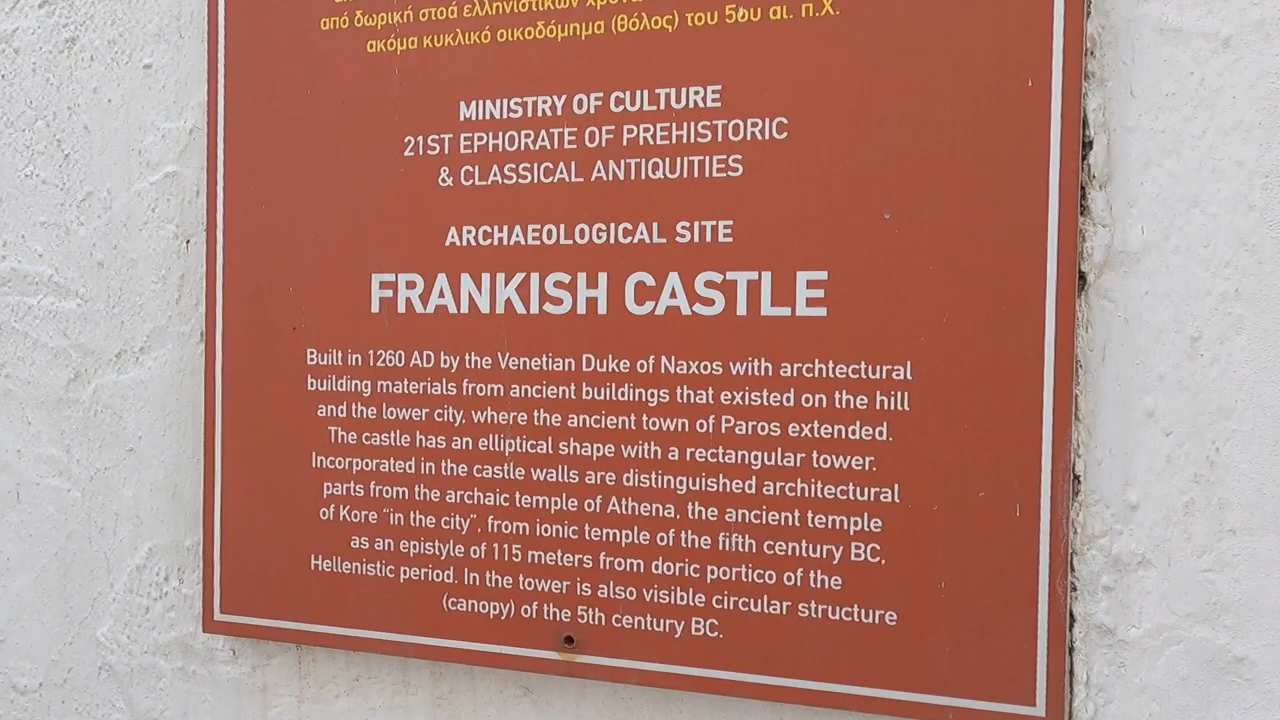 από δωρική στοά ελληνιστικών
ακόμα κυκλικό οικοδόμημα (θόλος) του 5ου αι. π.Χ.
MINISTRY OF CULTURE
21ST EPHORATE OF PREHISTORIC
& CLASSICAL ANTIQUITIES
ARCHAEOLOGICAL SITE
FRANKISH CASTLE
Built in 1260 AD by the Venetian Duke of Naxos with archtectural
building materials from ancient buildings that existed on the hill
and the lower city, where the ancient town of Paros extended.
The castle has an elliptical shape with a rectangular tower.
Incorporated in the castle walls are distinguished architectural
parts from the archaic temple of Athena, the ancient temple
of Kore “in the city”, from ionic temple of the fifth century BC,
as an epistyle of 115 meters from doric portico of the
Hellenistic period. In the tower is also visible circular structure
(canopy) of the 5th century BC.